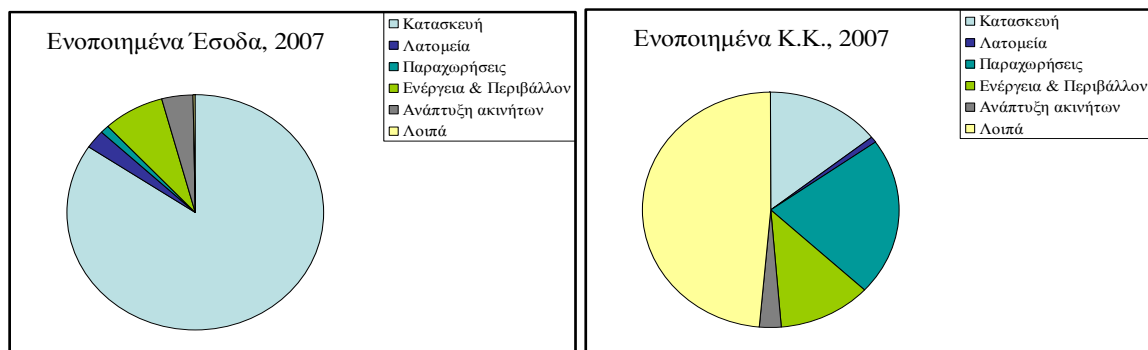 Ενοποιημένα Έσοδα, 2007
Κατασκευή
Λατομεία
Παραχωρήσεις
Ενέργεια & Περιβάλλον
Ανάπτυξη ακινήτων
Λοιπά
Ενοποιημένα Κ.Κ., 2007
Κατασκευή
Λατομεία
Παραχωρήσεις
Ενέργεια & Περιβάλλον
Ανάπτυξη ακινήτων
Λοιπά